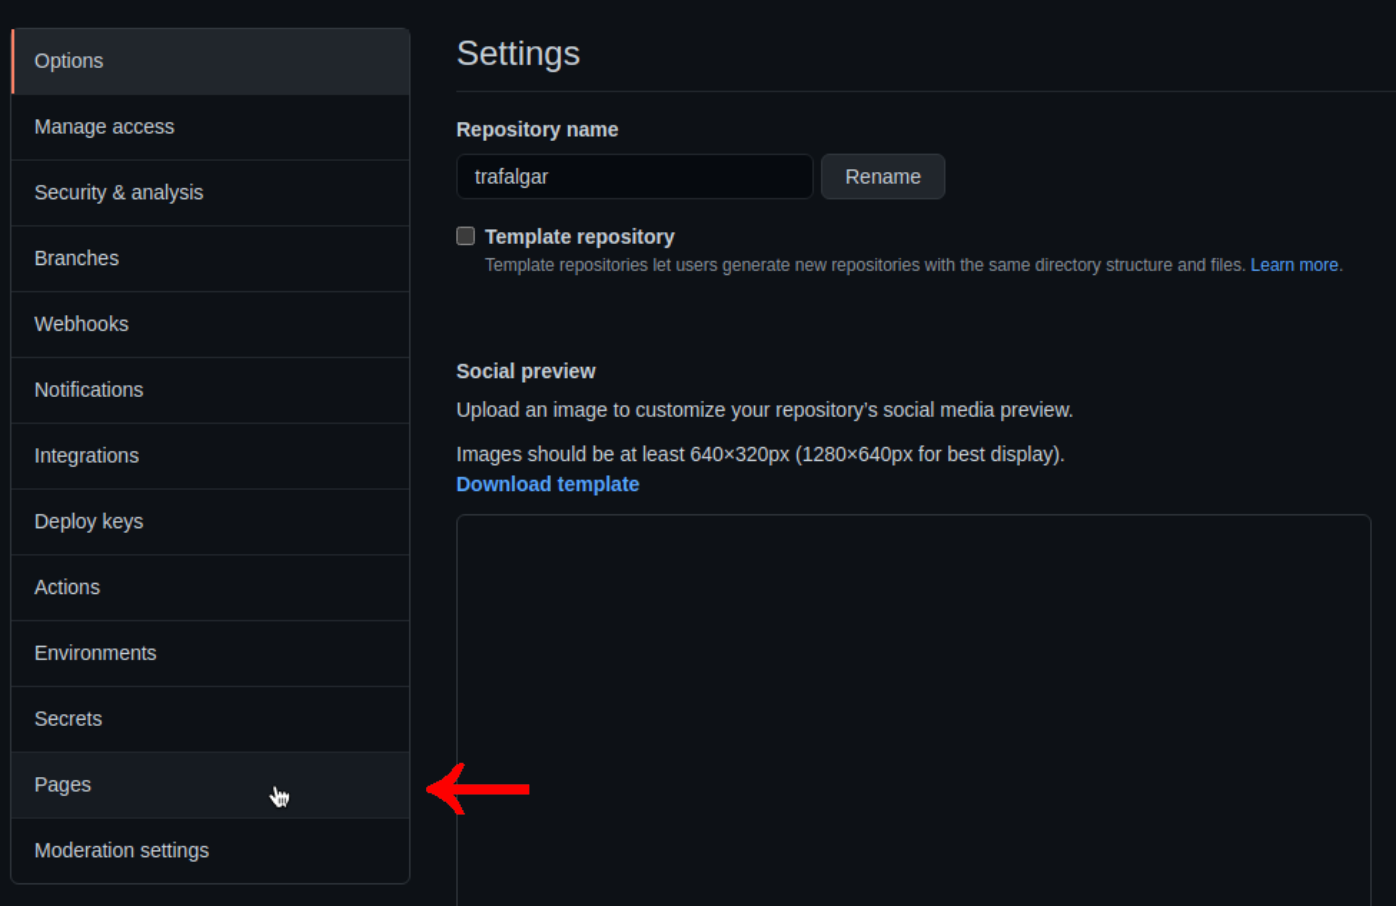 Options
Manage access
Security & analysis
Branches
Webhooks
Notifications
Integrations
Deploy keys
Actions
Environments
Secrets
Pages
Moderation settings
Settings
Repository name
trafalgar
Rename
Template repository
Template repositories let users generate new repositories with the same directory structure and files. Learn more.
Social preview
Upload an image to customize your repository’s social media preview.
Images should be at least 640×320px (1280×640px for best display).
Download template